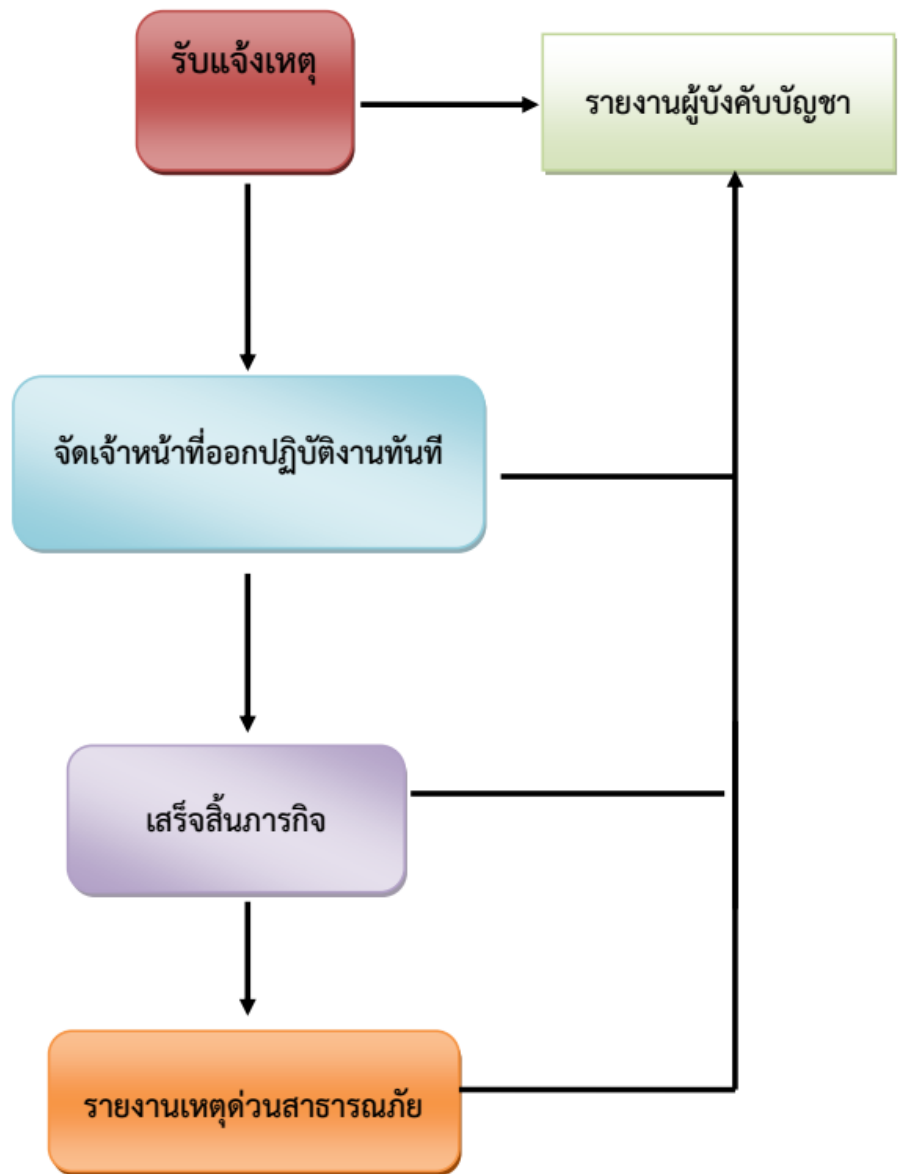 รับแจ้งเหตุ
รายงานผู้บังคับบัญชา
จัดเจ้าหน้าที่ออกปฏิบัติงานทันที
เสร็จสิ้นภารกิจ
รายงานเหตุด่วนสาธารณภัย